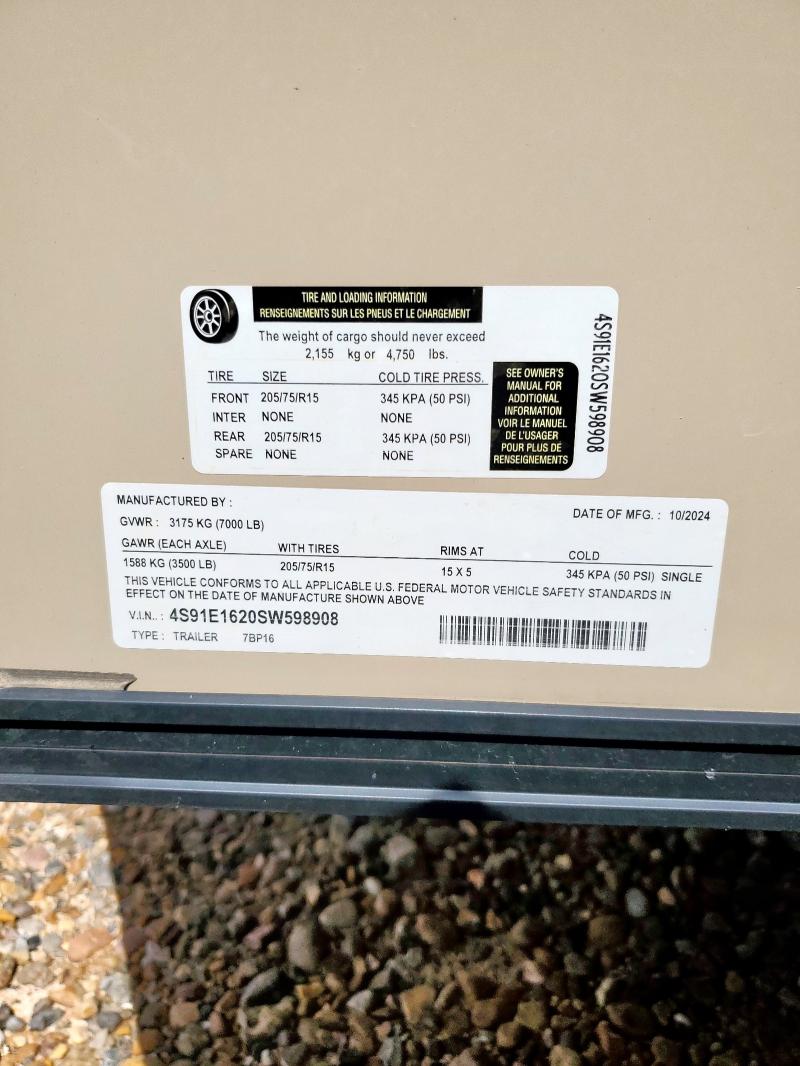 TIRE AND LOADING INFORMATION
RENSEIGNEMENTS SUR LES PNEUS ET LE CHARGEMENT
The weight of cargo should never exceed
2,155 kg or 4,750 lbs.
TIRE SIZE COLD TIRE PRESS.
FRONT 205/75/R15 345 KPA (50 PSI)
INTER NONE NONE
REAR 205/75/R15 345 KPA (50 PSI)
SPARE NONE NONE
SEE OWNER'S
MANUAL FOR
ADDITIONAL
INFORMATION
VOIR LE MANUEL
DE L'USAGER
POUR PLUS DE
RENSEIGNEMENTS
4S91E1620SW598908
MANUFACTURED BY :
DATE OF MFG. : 10/2024
GVWR : 3175 KG (7000 LB)
GAWR (EACH AXLE) WITH TIRES RIMS AT COLD
1588 KG (3500 LB) 205/75/R15 15 X 5 345 KPA (50 PSI) SINGLE
THIS VEHICLE CONFORMS TO ALL APPLICABLE U.S. FEDERAL MOTOR VEHICLE SAFETY STANDARDS IN
EFFECT ON THE DATE OF MANUFACTURE SHOWN ABOVE
V.I.N.. : 4S91E1620SW598908
TYPE : TRAILER 7BP16